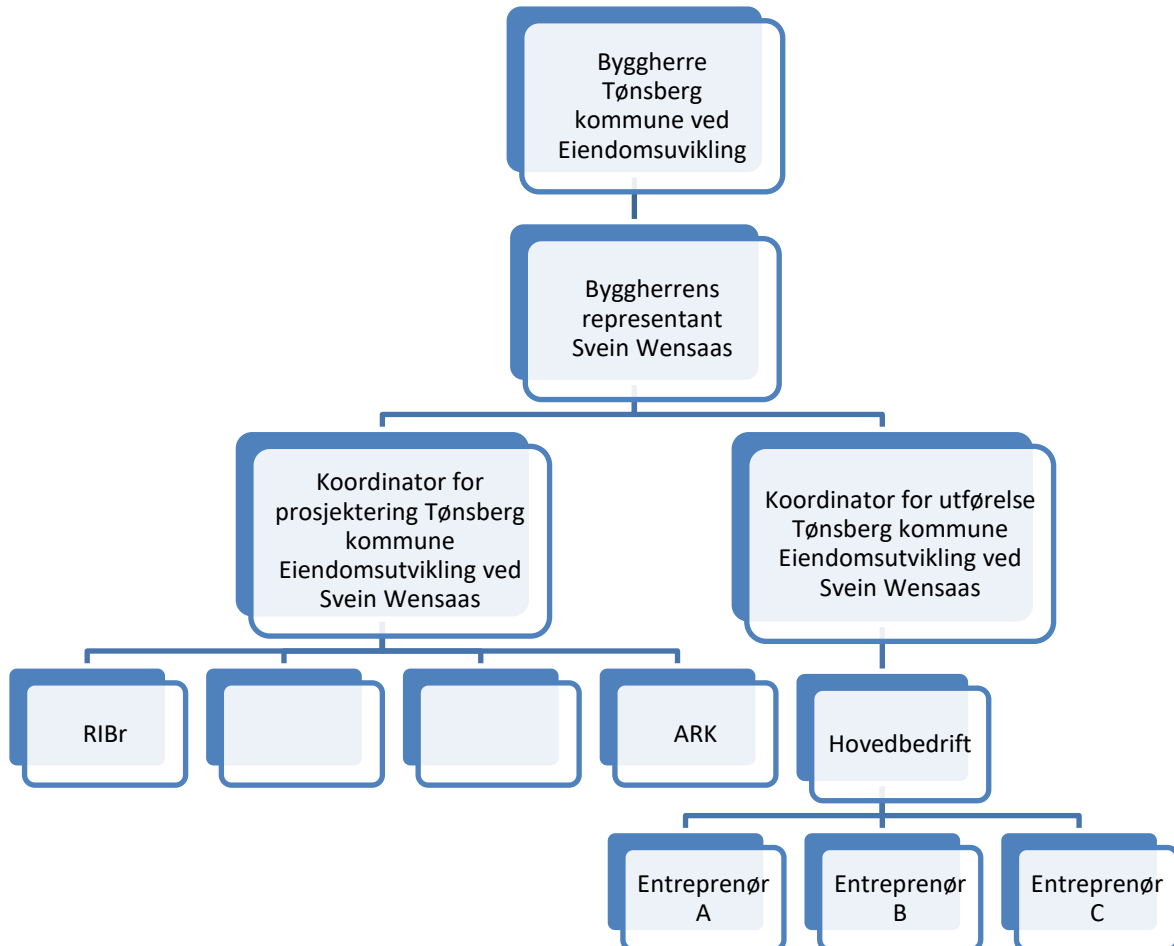 Byggherre
Tønsberg
kommune ved
Eiendomsuvikling
Byggherrens
representant
Svein Wensaas
Koordinator for
prosjektering Tønsberg
kommune
Eiendomsutvikling ved
Svein Wensaas
Koordinator for utførelse
Tønsberg kommune
Eiendomsutvikling ved
Svein Wensaas
RIBr
ARK
Hovedbedrift
Entreprenør
A
Entreprenør
B
Entreprenør
C